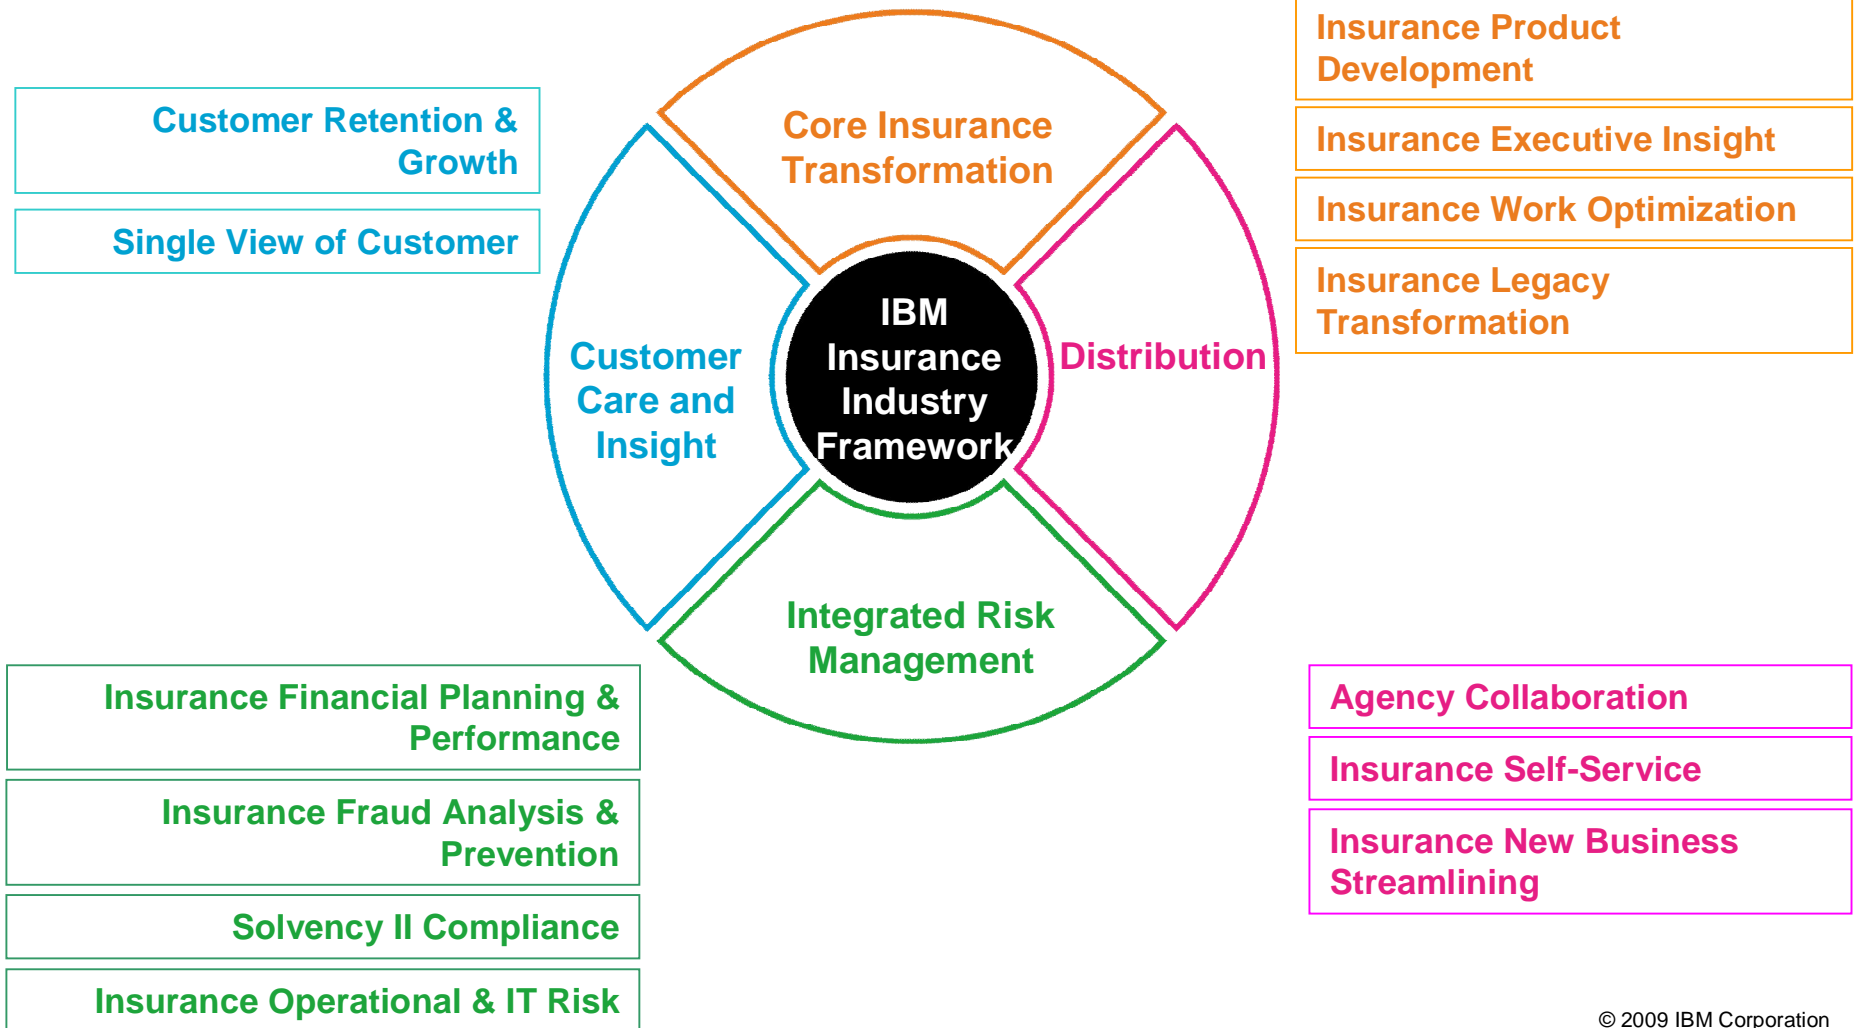 Insurance Product
Development
Insurance Executive Insight
Insurance Work Optimization
Insurance Legacy
Transformation
Customer Retention &
Growth
Single View of Customer
Core Insurance
Transformation
Customer
Care and
Insight
IBM
Insurance
Industry
Framework
Distribution
Integrated Risk
Management
Insurance Financial Planning &
Performance
Insurance Fraud Analysis &
Prevention
Solvency II Compliance
Insurance Operational & IT Risk
Agency Collaboration
Insurance Self-Service
Insurance New Business
Streamlining
© 2009 IBM Corporation